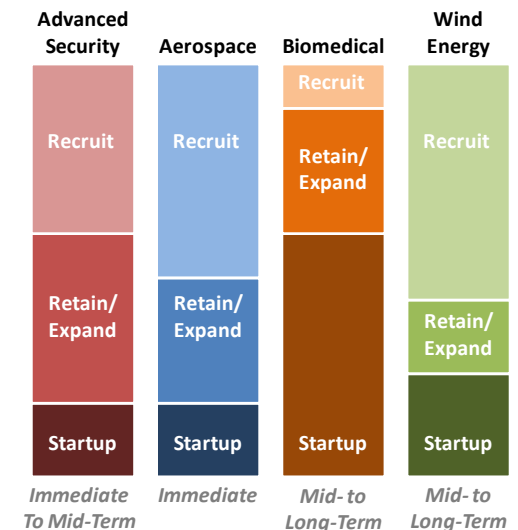 Advanced
Security
Aerospace
Biomedical
Wind
Energy
Recruit
Retain/
Expand
Startup
Recruit
Retain/
Expand
Startup
Recruit
Retain/
Expand
Startup
Recruit
Retain/
Expand
Startup
Immediate
To Mid-Term
Immediate
Mid- to
Long-Term
Mid- to
Long-Term